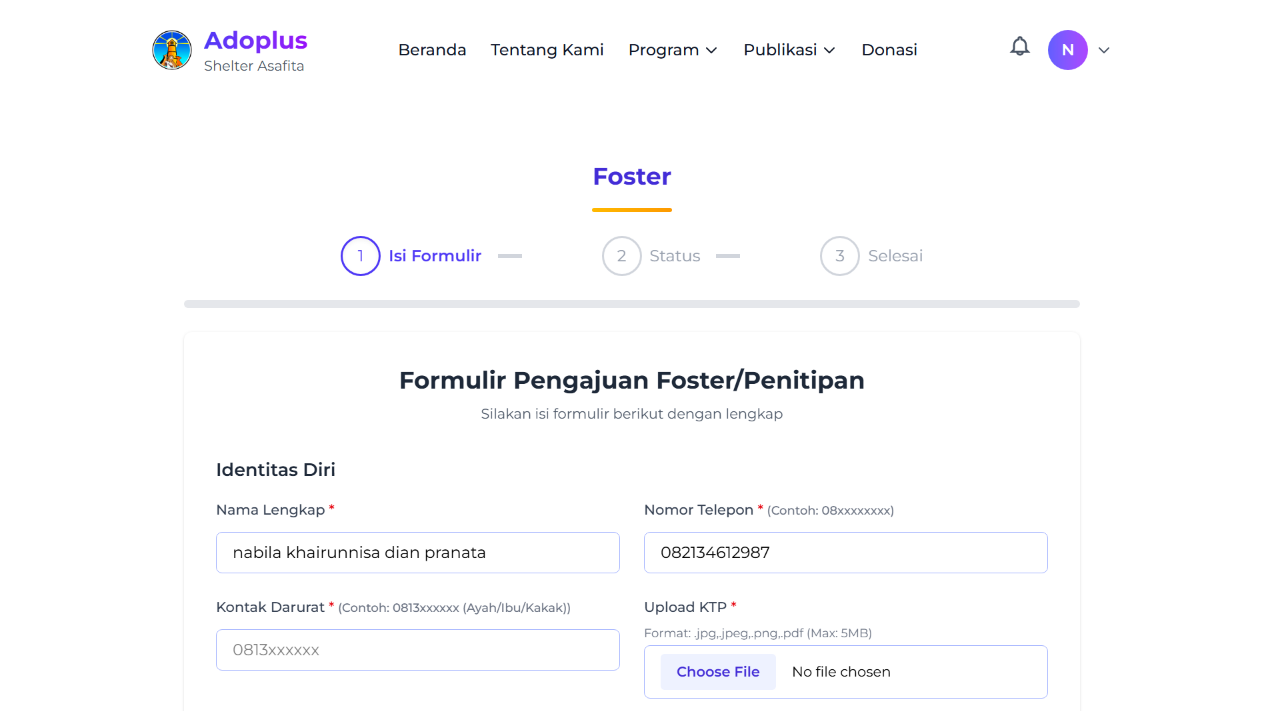 Adoplus
Shelter Asafita
Beranda Tentang Kami Program Publikasi Donasi
N
Foster
1 Isi Formulir
2 Status
3 Selesai
Formulir Pengajuan Foster/Penitipan
Silakan isi formulir berikut dengan lengkap
Identitas Diri
Nama Lengkap *
nabila khairunnisa dian pranata
Nomor Telepon * (Contoh: 08xxxxxxxx)
082134612987
Kontak Darurat * (Contoh: 0813xxxxxx (Ayah/Ibu/Kakak))
0813xxxxxx
Upload KTP *
Format: .jpg,.jpeg,.png,.pdf (Max: 5MB)
Choose File No file chosen